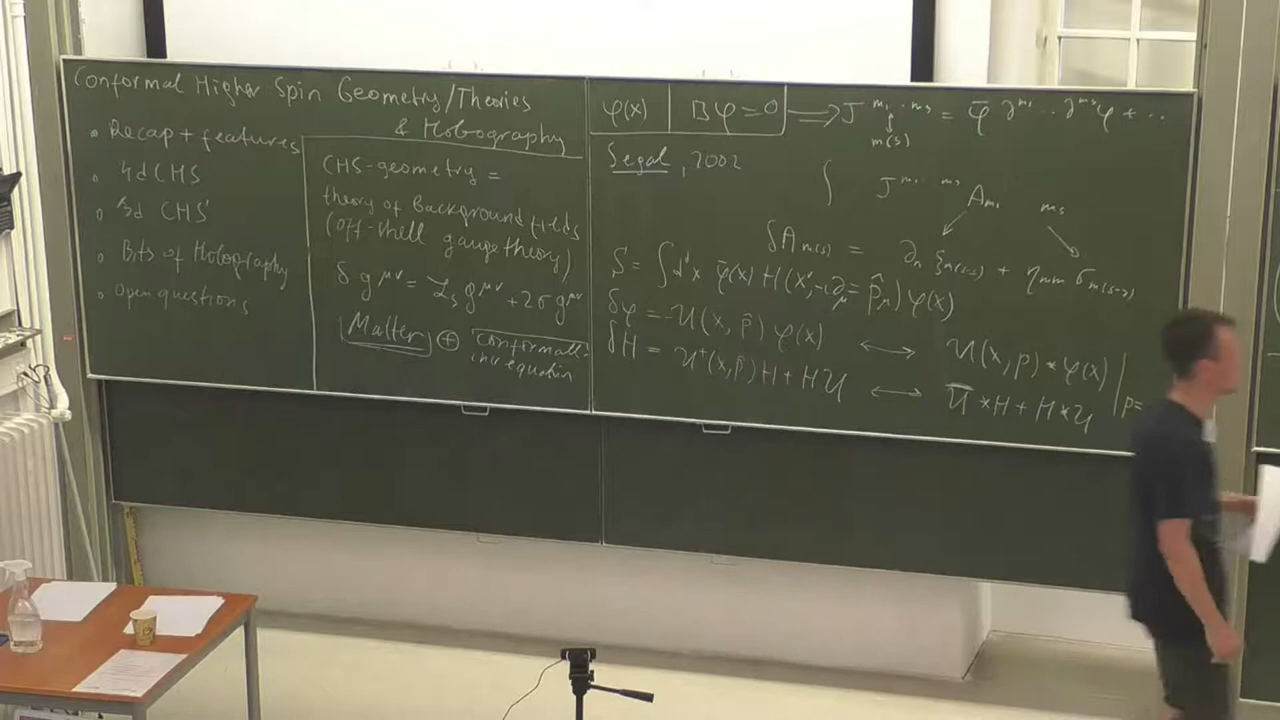 Conformal Higher Spin Geometry/Theories
& Holography
• Recap + features
• 4d CHS
• 3d CHS
• Bits of Holography
• Open questions
CHS-geometry =
theory of background fields
(off-shell gauge theory)
δ g^{μν} = ℒ_ξ g^{μν} + 2σ g^{μν}
Matter ⊕ conformally-
inv equation
φ(x) | □φ = 0 ⟹ J^{m_1...m_s} = φ̄ ∂^{m_1}...∂^{m_s} φ + ...
m(s)
Segal, 2002
∫ J^{m_1...m_s} A_{m_1...m_s}
δA_{m(s)} = ∂_m ξ_{m(s-1)} + η_{mm} σ_{m(s-2)}
S = ∫d^dx φ̄(x) H(x, -i∂_μ = p̂_μ) φ(x)
δφ = -U(x, p̂) φ(x) ⟷ U(x, p) * φ(x) | p=
δH = U^+(x, p̂)H + HU ⟷ Ū * H + H * U